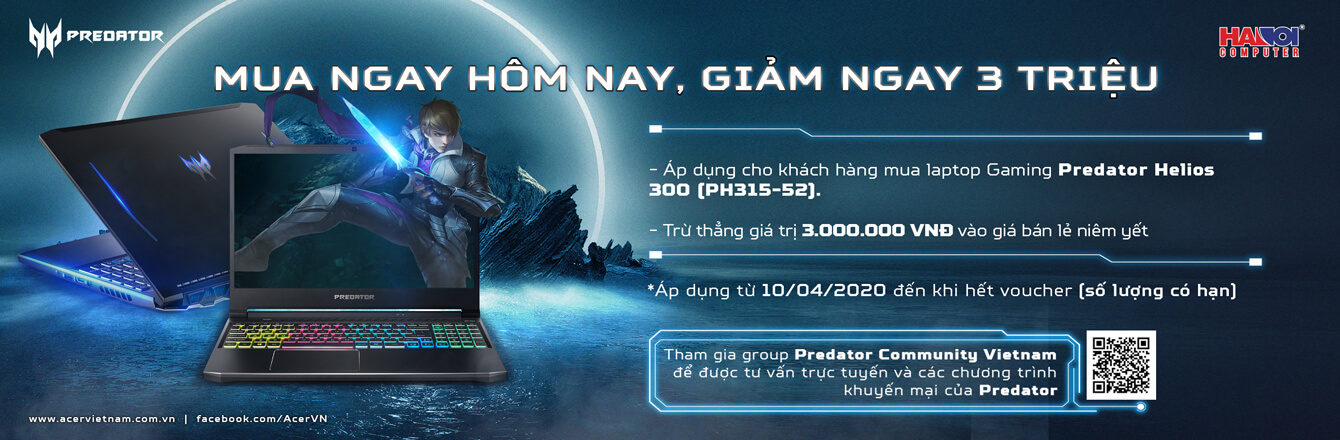 PREDATOR
HANOI
COMPUTER
MUA NGAY HÔM NAY, GIẢM NGAY 3 TRIỆU
- Áp dụng cho khách hàng mua laptop Gaming Predator Helios
300 (PH315-52).
- Trừ thẳng giá trị 3.000.000 VNĐ vào giá bán lẻ niêm yết
*Áp dụng từ 10/04/2020 đến khi hết voucher (số lượng có hạn)
PREDATOR
Tham gia group Predator Community Vietnam
để được tư vấn trực tuyến và các chương trình
khuyến mại của Predator
www.acervietnam.com.vn | facebook.com/AcerVN